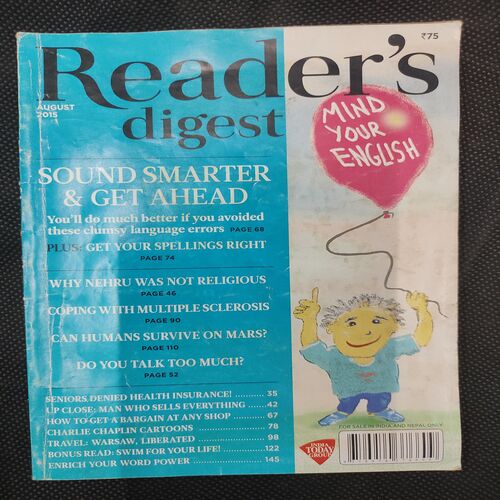 Reader's
digest
₹75
AUGUST
2015
MIND
YOUR
ENGLISH
SOUND SMARTER
& GET AHEAD
You'll do much better if you avoided
these clumsy language errors PAGE 68
PLUS: GET YOUR SPELLINGS RIGHT
PAGE 74
WHY NEHRU WAS NOT RELIGIOUS
PAGE 46
COPING WITH MULTIPLE SCLEROSIS
PAGE 90
CAN HUMANS SURVIVE ON MARS?
PAGE 110
DO YOU TALK TOO MUCH?
PAGE 52
SENIORS DENIED HEALTH INSURANCE! .......... 35
UP CLOSE: MAN WHO SELLS EVERYTHING ..... 42
HOW TO GET A BARGAIN AT ANY SHOP ......... 67
CHARLIE CHAPLIN CARTOONS .................. 78
TRAVEL: WARSAW, LIBERATED .................. 98
BONUS READ: SWIM FOR YOUR LIFE! ........... 122
ENRICH YOUR WORD POWER ................... 145
FOR SALE IN INDIA AND NEPAL ONLY
INDIA
TODAY
GROUP